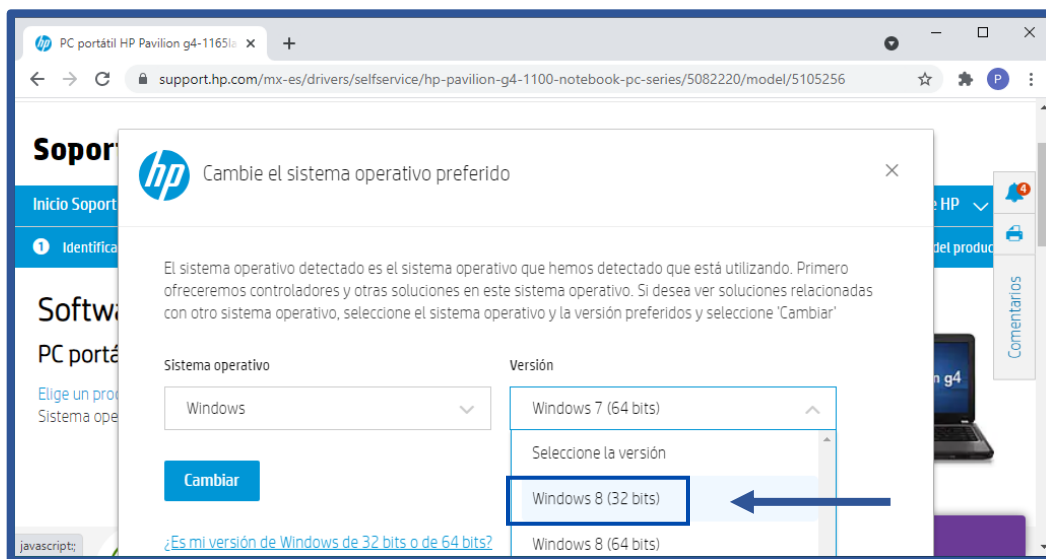 PC portátil HP Pavilion g4-1165la
support.hp.com/mx-es/drivers/selfservice/hp-pavilion-g4-1100-notebook-pc-series/5082220/model/5105256
P
Sopor
hp
Cambie el sistema operativo preferido
Inicio Soport
e HP
4
1 Identifica
del produc
El sistema operativo detectado es el sistema operativo que hemos detectado que está utilizando. Primero
ofreceremos controladores y otras soluciones en este sistema operativo. Si desea ver soluciones relacionadas
con otro sistema operativo, seleccione el sistema operativo y la versión preferidos y seleccione 'Cambiar'
Comentarios
Softwa
PC portá
Elige un prod
Sistema ope
n g4
Sistema operativo
Versión
Windows
Windows 7 (64 bits)
Seleccione la versión
Cambiar
Windows 8 (32 bits)
¿Es mi versión de Windows de 32 bits o de 64 bits?
Windows 8 (64 bits)
javascript:;